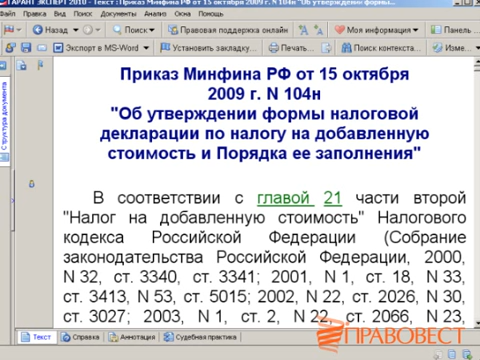 ГАРАНТ ЭКСПЕРТ 2010 - Текст : Приказ Минфина РФ от 15 октября 2009 г. N 104н "Об утверждении формы...
Файл Правка Вид Поиск Документы Анализ Окна Помощь
Назад Поиск Правовая поддержка онлайн Моя информация Панель ...
Экспорт в MS-Word Установить закладку... Поиск контекста... Изме...
Структура документа
Приказ Минфина РФ от 15 октября
2009 г. N 104н
"Об утверждении формы налоговой
декларации по налогу на добавленную
стоимость и Порядка ее заполнения"
В соответствии с главой 21 части второй
"Налог на добавленную стоимость" Налогового
кодекса Российской Федерации (Собрание
законодательства Российской Федерации, 2000,
N 32, ст. 3340, ст. 3341; 2001, N 1, ст. 18, N 33,
ст. 3413, N 53, ст. 5015; 2002, N 22, ст. 2026, N 30,
ст. 3027; 2003, N 1, ст. 2, N 22, ст. 2066, N 23,
ПРАВОВЕСТ
Текст Справка Аннотация Судебная практика